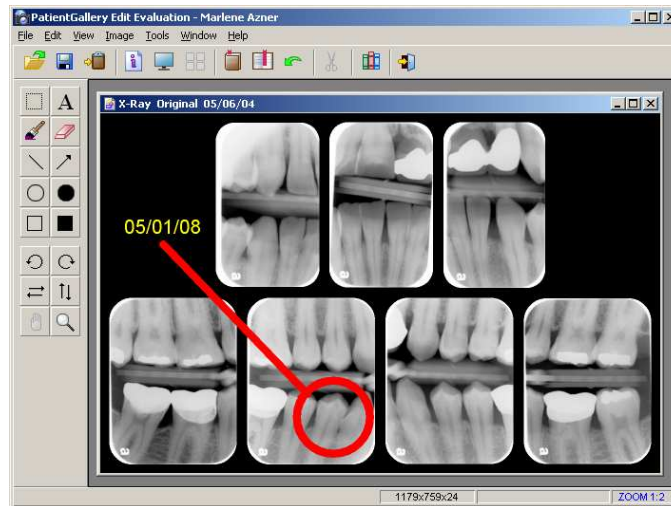 PatientGallery Edit Evaluation - Marlene Azner
File Edit View Image Tools Window Help
A
X-Ray Original 05/06/04
05/01/08
a
a
a
a
a
a
a
1179x759x24
ZOOM 1:2